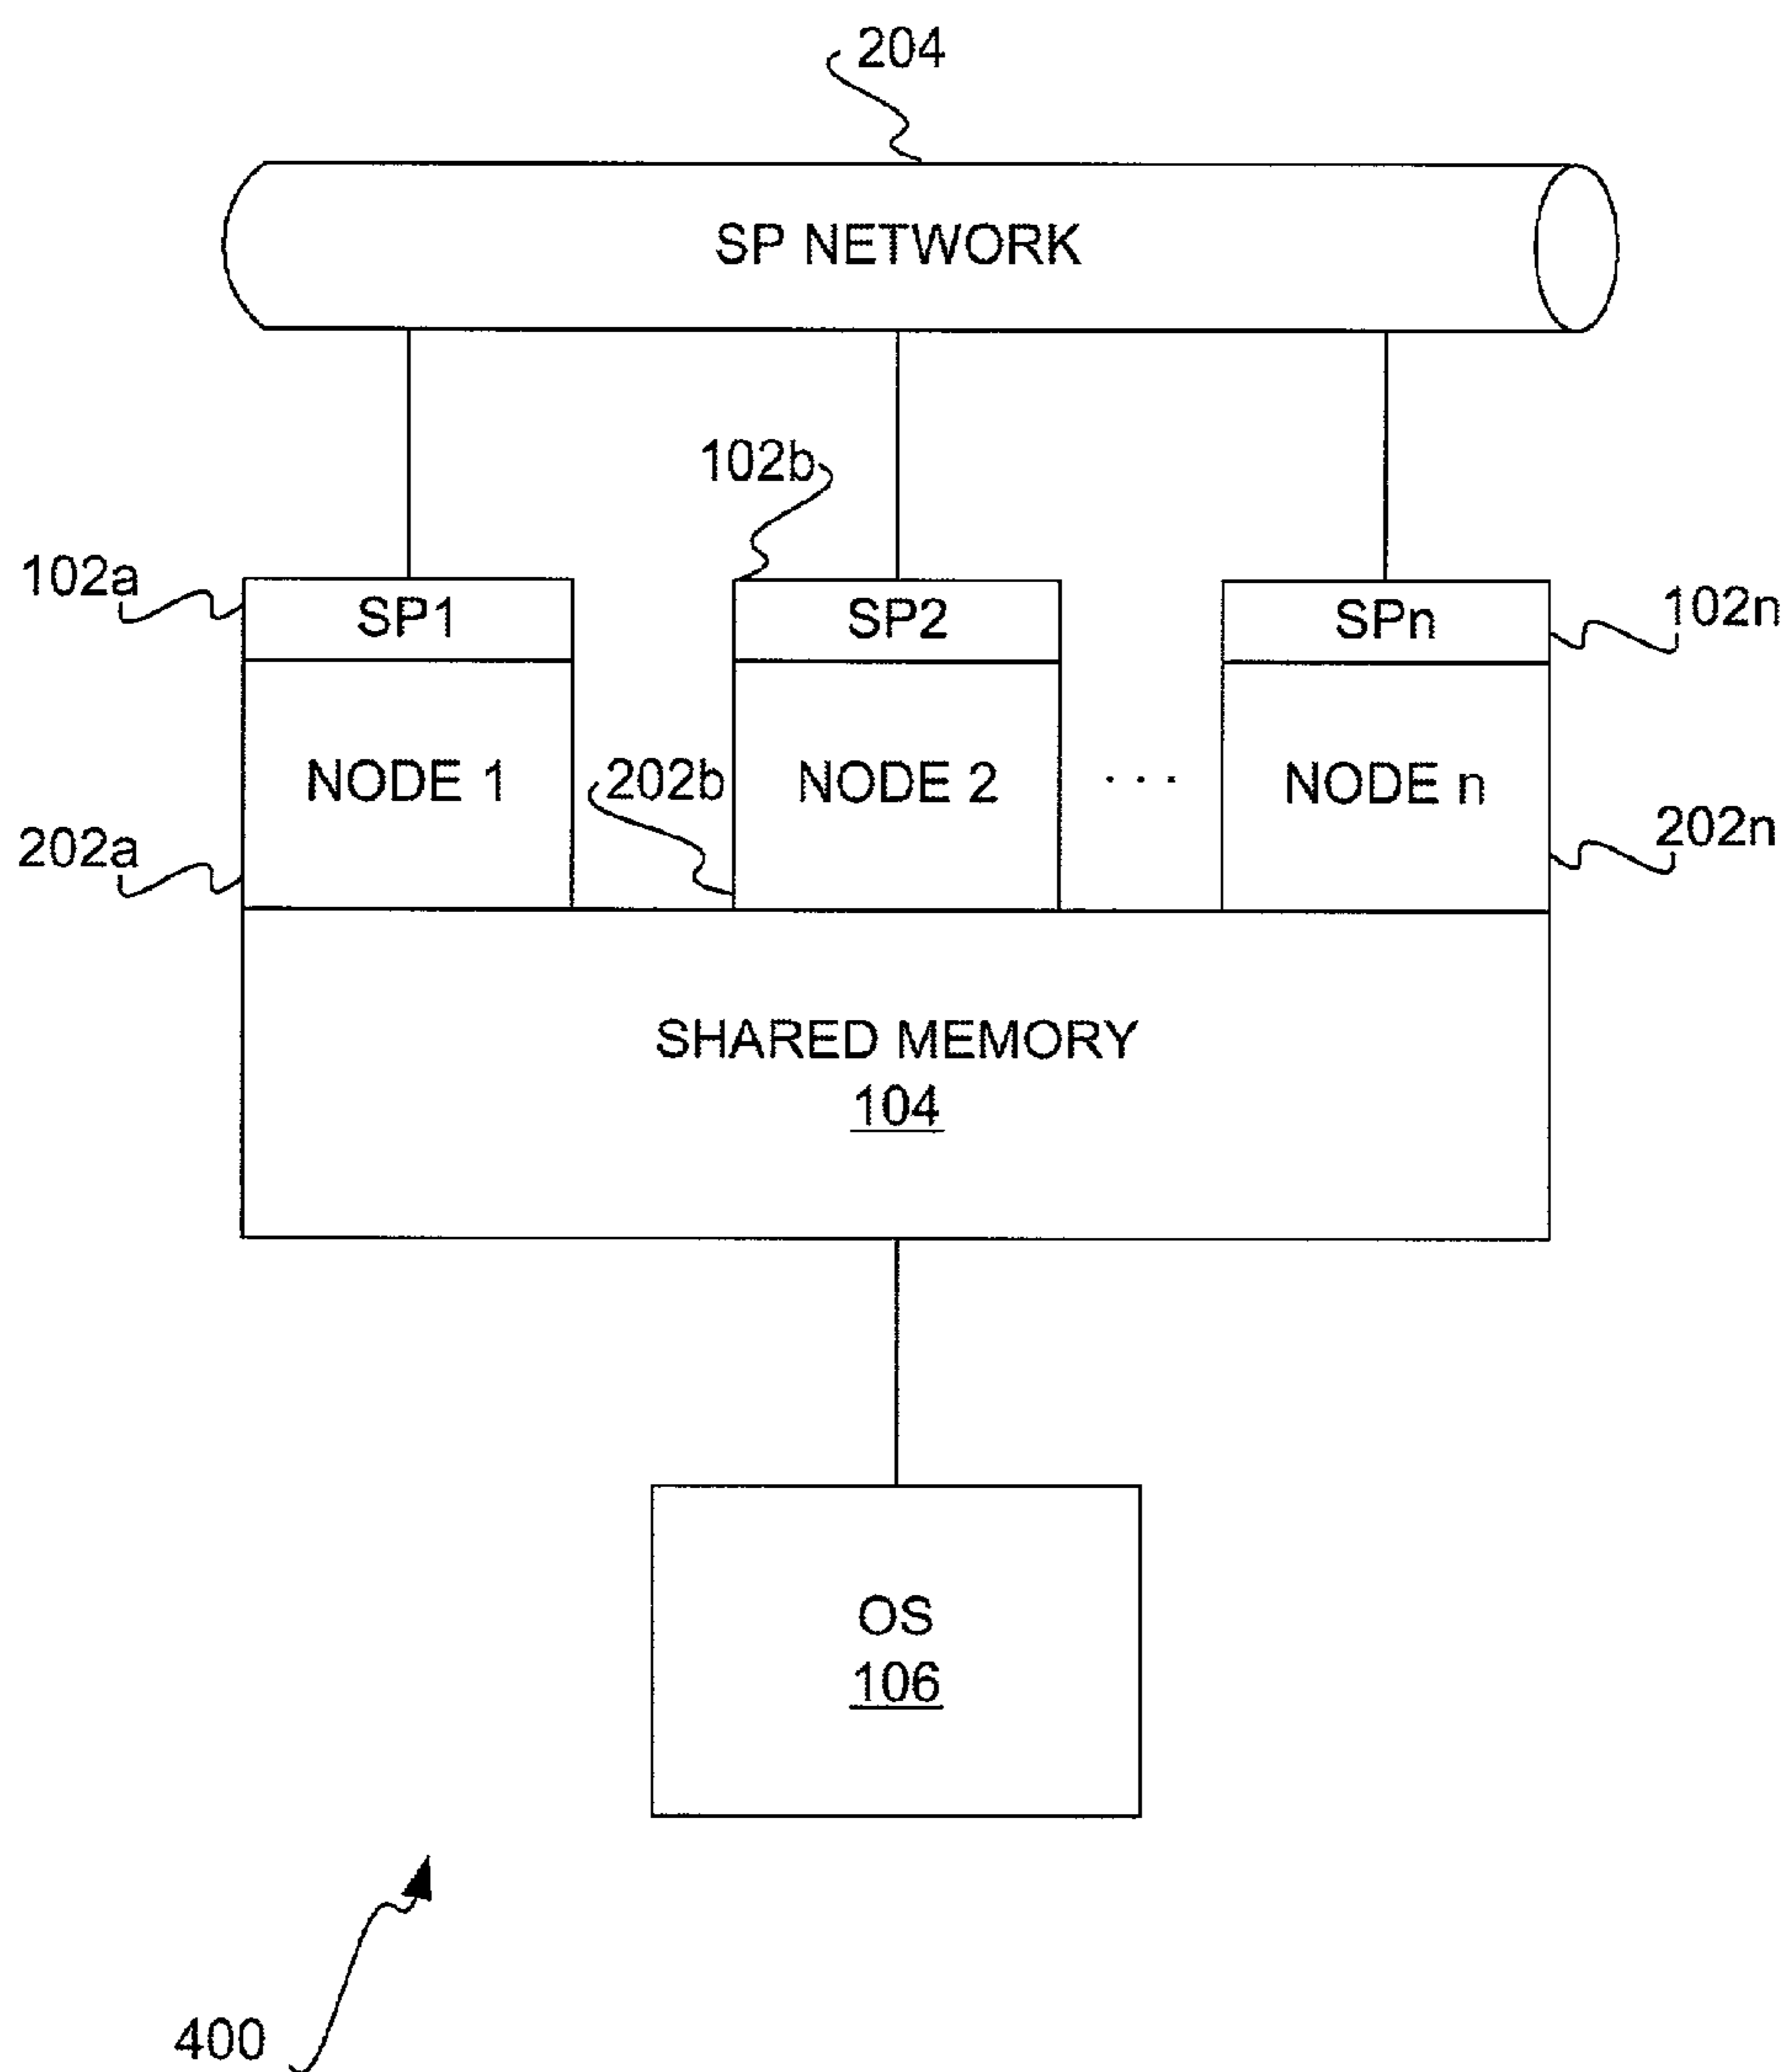 204
SP NETWORK
102b
102a
SP1
SP2
SPn
102n
NODE 1
202b
NODE 2
. . .
NODE n
202a
202n
SHARED MEMORY
104
OS
106
400